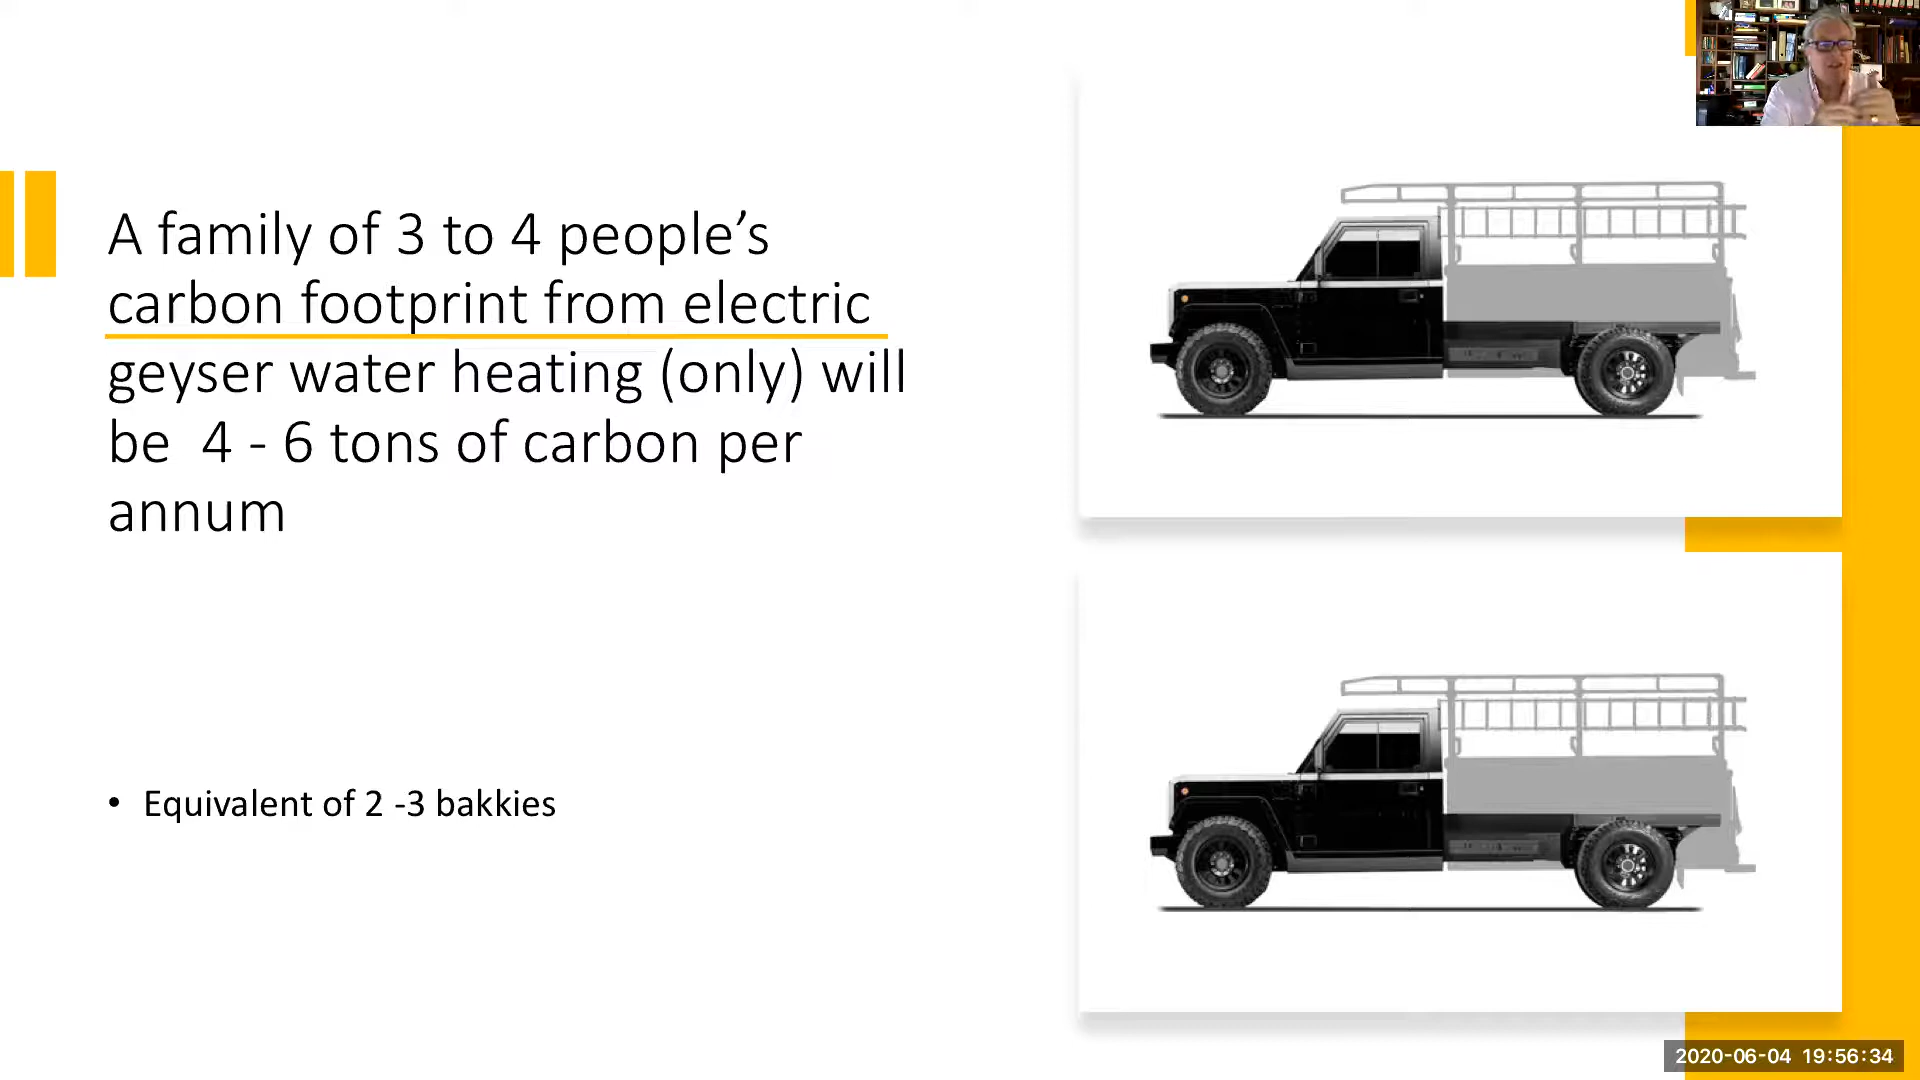 A family of 3 to 4 people’s
carbon footprint from electric
geyser water heating (only) will
be  4 - 6 tons of carbon per
annum
• Equivalent of 2 -3 bakkies
2020-06-04 19:56:34